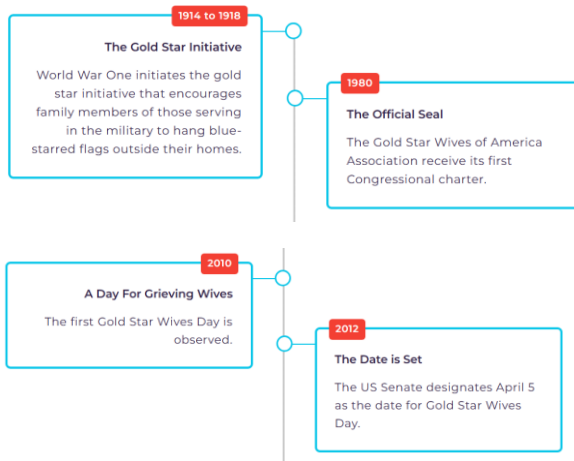 1914 to 1918
The Gold Star Initiative
World War One initiates the gold
star initiative that encourages
family members of those serving
in the military to hang blue-
starred flags outside their homes.
1980
The Official Seal
The Gold Star Wives of America
Association receive its first
Congressional charter.
2010
A Day For Grieving Wives
The first Gold Star Wives Day is
observed.
2012
The Date is Set
The US Senate designates April 5
as the date for Gold Star Wives
Day.